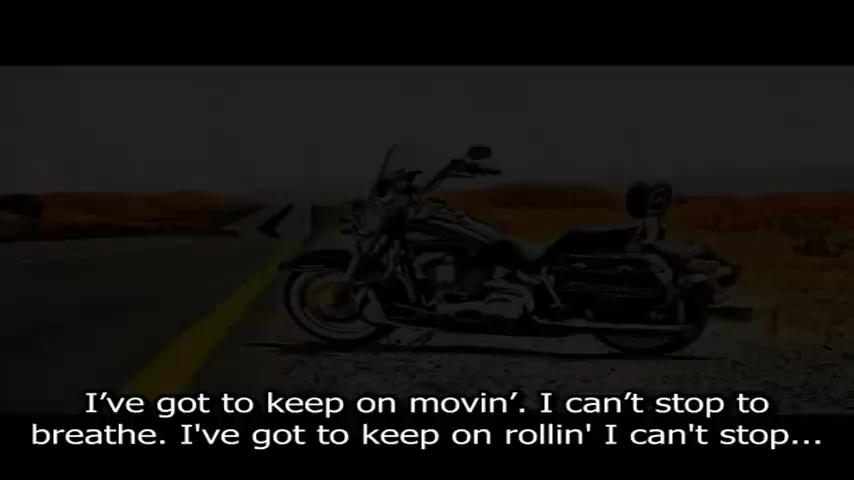 I’ve got to keep on movin’. I can’t stop to
breathe. I've got to keep on rollin' I can't stop...